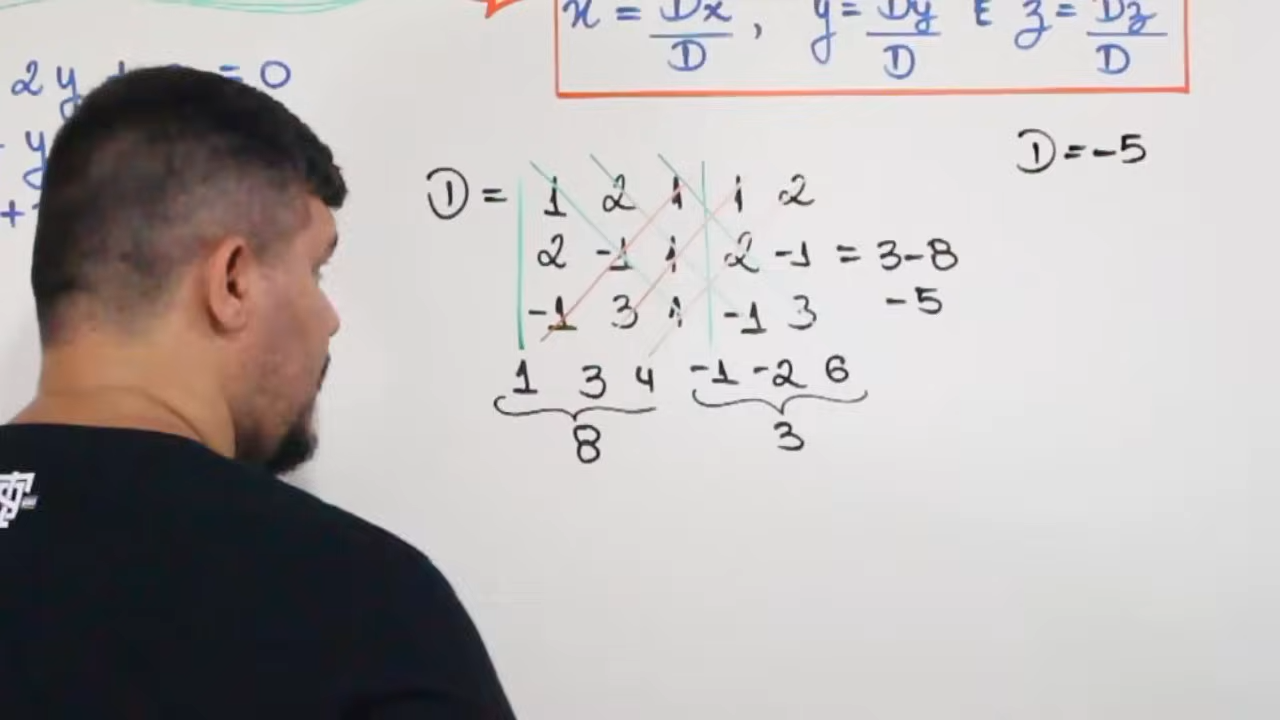 x = Dx/D , y = Dy/D E z = Dz/D
2y + = 0
y
+
D = -5
D = 1 2 1 1 2
2 -1 1 2 -1 = 3-8
-1 3 1 -1 3 -5
1 3 4 -1 -2 6
8 3